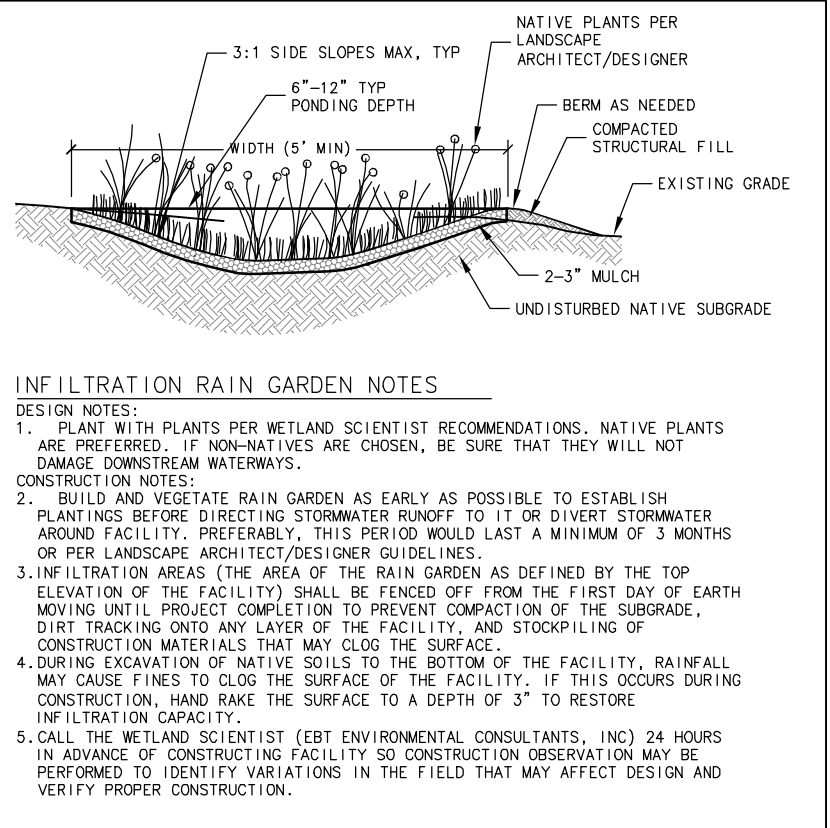 NATIVE PLANTS PER
LANDSCAPE
ARCHITECT/DESIGNER
3:1 SIDE SLOPES MAX, TYP
6"-12" TYP
PONDING DEPTH
BERM AS NEEDED
COMPACTED
STRUCTURAL FILL
WIDTH (5' MIN)
EXISTING GRADE
2-3" MULCH
UNDISTURBED NATIVE SUBGRADE
INFILTRATION RAIN GARDEN NOTES
DESIGN NOTES:
1. PLANT WITH PLANTS PER WETLAND SCIENTIST RECOMMENDATIONS. NATIVE PLANTS
ARE PREFERRED. IF NON-NATIVES ARE CHOSEN, BE SURE THAT THEY WILL NOT
DAMAGE DOWNSTREAM WATERWAYS.
CONSTRUCTION NOTES:
2. BUILD AND VEGETATE RAIN GARDEN AS EARLY AS POSSIBLE TO ESTABLISH
PLANTINGS BEFORE DIRECTING STORMWATER RUNOFF TO IT OR DIVERT STORMWATER
AROUND FACILITY. PREFERABLY, THIS PERIOD WOULD LAST A MINIMUM OF 3 MONTHS
OR PER LANDSCAPE ARCHITECT/DESIGNER GUIDELINES.
3. INFILTRATION AREAS (THE AREA OF THE RAIN GARDEN AS DEFINED BY THE TOP
ELEVATION OF THE FACILITY) SHALL BE FENCED OFF FROM THE FIRST DAY OF EARTH
MOVING UNTIL PROJECT COMPLETION TO PREVENT COMPACTION OF THE SUBGRADE,
DIRT TRACKING ONTO ANY LAYER OF THE FACILITY, AND STOCKPILING OF
CONSTRUCTION MATERIALS THAT MAY CLOG THE SURFACE.
4. DURING EXCAVATION OF NATIVE SOILS TO THE BOTTOM OF THE FACILITY, RAINFALL
MAY CAUSE FINES TO CLOG THE SURFACE OF THE FACILITY. IF THIS OCCURS DURING
CONSTRUCTION, HAND RAKE THE SURFACE TO A DEPTH OF 3" TO RESTORE
INFILTRATION CAPACITY.
5. CALL THE WETLAND SCIENTIST (EBT ENVIRONMENTAL CONSULTANTS, INC) 24 HOURS
IN ADVANCE OF CONSTRUCTING FACILITY SO CONSTRUCTION OBSERVATION MAY BE
PERFORMED TO IDENTIFY VARIATIONS IN THE FIELD THAT MAY AFFECT DESIGN AND
VERIFY PROPER CONSTRUCTION.